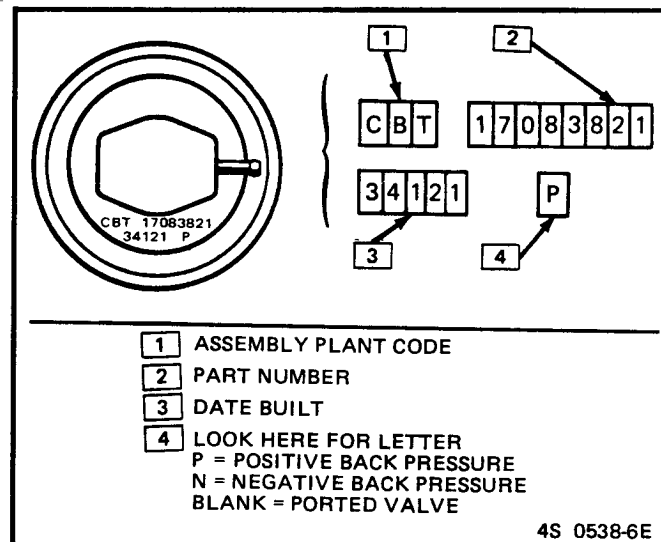 1 2
CBT 17083821
34121 P
3 4
CBT 17083821
34121 P
1 ASSEMBLY PLANT CODE
2 PART NUMBER
3 DATE BUILT
4 LOOK HERE FOR LETTER
P = POSITIVE BACK PRESSURE
N = NEGATIVE BACK PRESSURE
BLANK = PORTED VALVE
4S 0538-6E